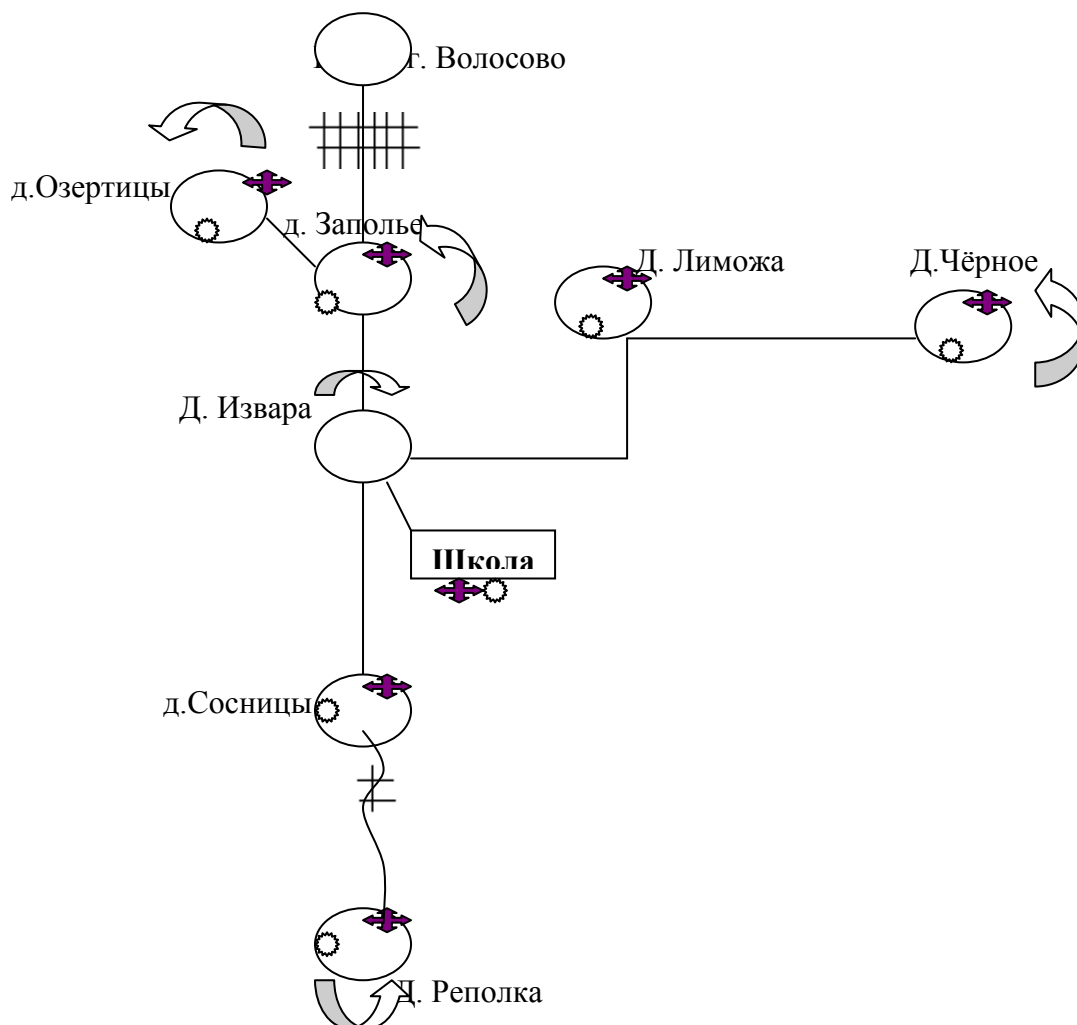 г. Волосово
д.Озертицы
д. Заполье
Д. Лиможа
Д.Чёрное
Д. Извара
Школа
д.Сосницы
Д. Реполка